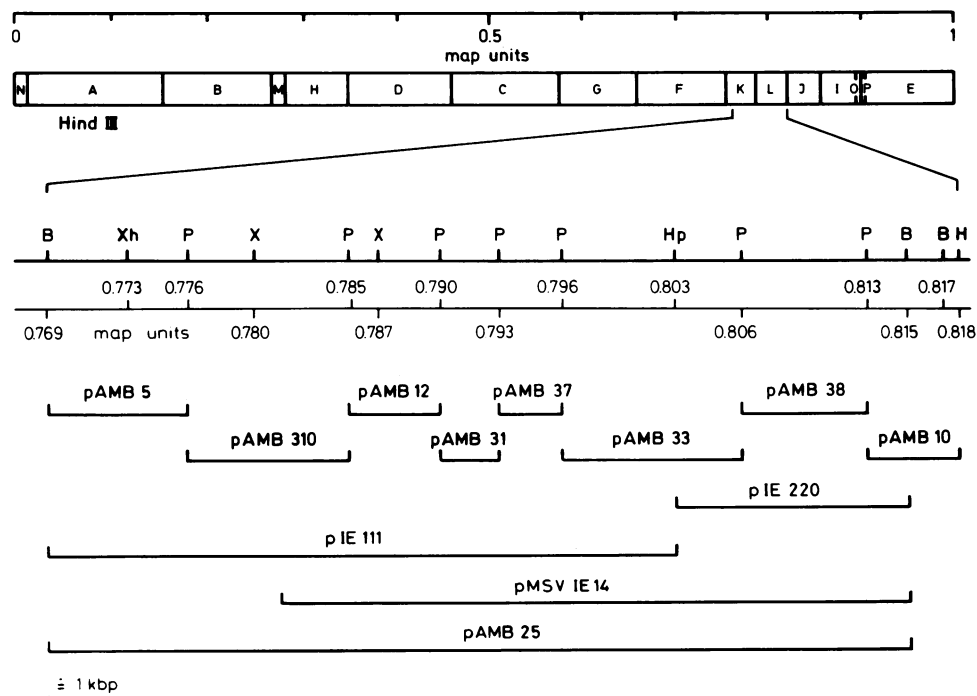 0 0.5 1
map units
N A B M H D C G F K L J I O P E
Hind III
B Xh P X P X P P P Hp P P B B H
0.773 0.776 0.785 0.790 0.796 0.803 0.813 0.817
0.769 map units 0.780 0.787 0.793 0.806 0.815 0.818
pAMB 5 pAMB 12 pAMB 37 pAMB 38
pAMB 310 pAMB 31 pAMB 33 pAMB 10
pIE 220
pIE 111
pMSV IE 14
pAMB 25
≙ 1 kbp